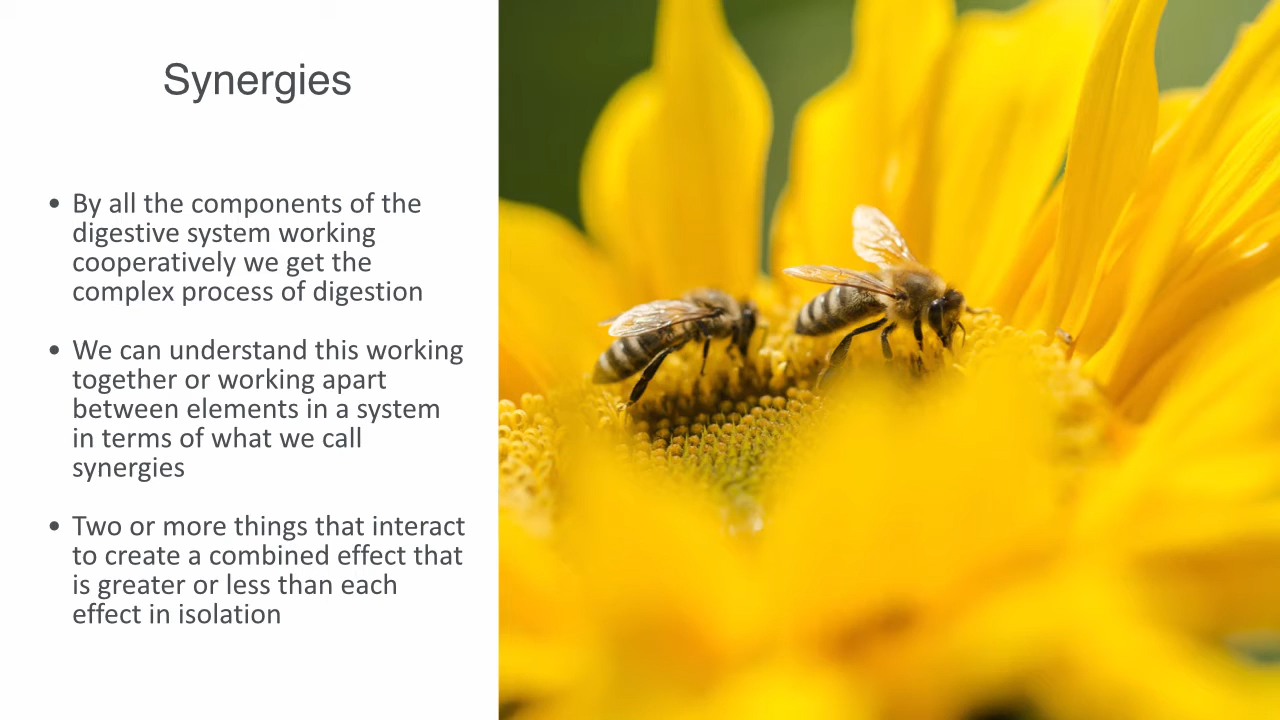 Synergies
• By all the components of the
digestive system working
cooperatively we get the
complex process of digestion
• We can understand this working
together or working apart
between elements in a system
in terms of what we call
synergies
• Two or more things that interact
to create a combined effect that
is greater or less than each
effect in isolation